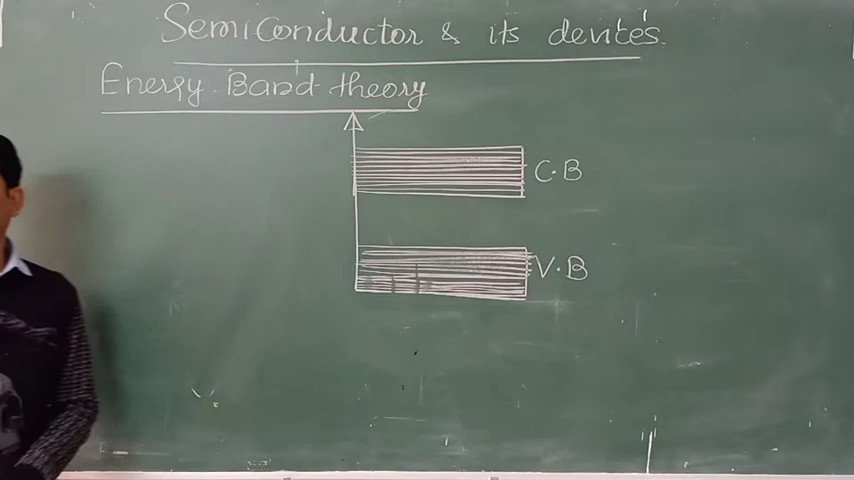 Semiconductor & its devices.
Energy Band theory
C.B
V.B